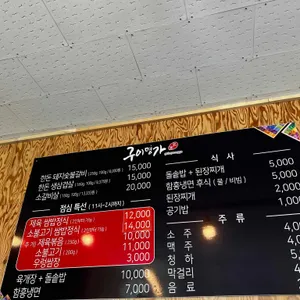 구이명가
한돈 돼지숯불갈비 15,000
한돈 생삼겹살 15,000
소갈비살 20,000
점심 특선 (11시~2시까지)
제육 쌈밥정식 12,000
소불고기 쌈밥정식 14,000
제육볶음 10,000
소불고기 11,000
우렁쌈장 3,000
육개장 + 돌솥밥 10,000
함흥냉면 7,000
식 사
돌솥밥 + 된장찌개 5,000
함흥냉면 후식 ( 물 / 비빔 ) 5,000
된장찌개 2,000
공기밥
주 류
소 주
맥 주
청 하
막걸리
음 료